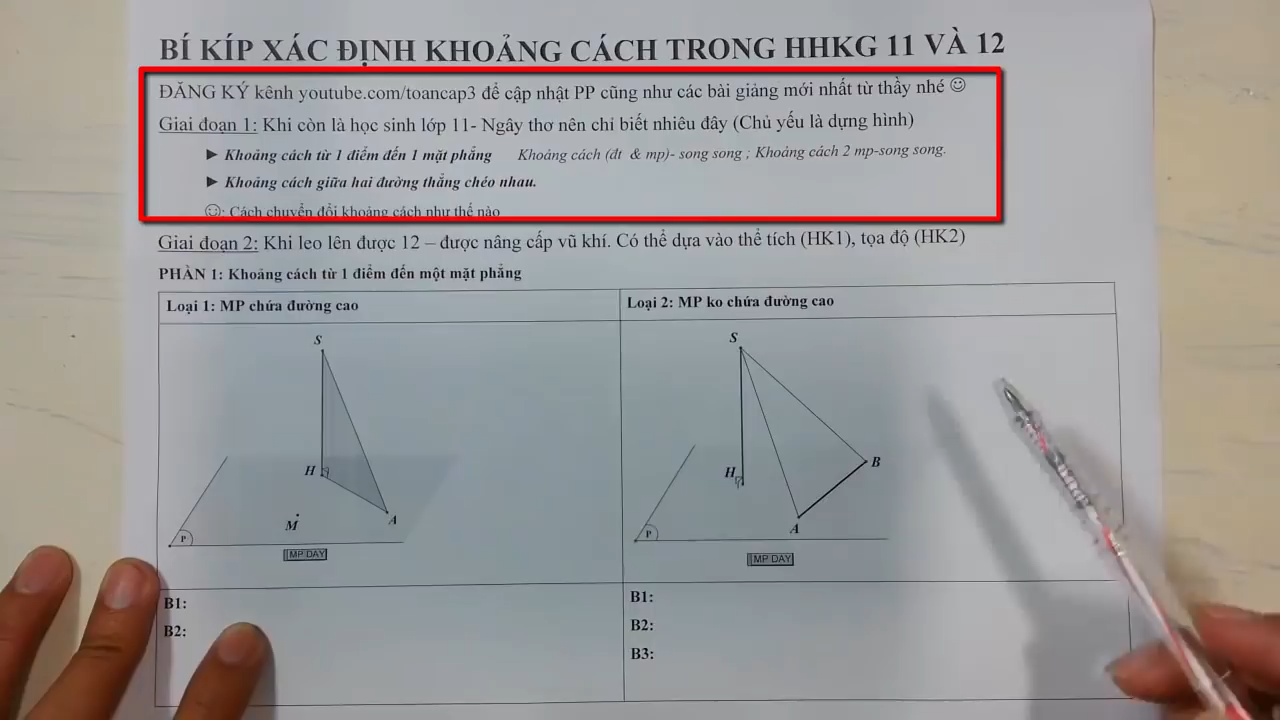 BÍ KÍP XÁC ĐỊNH KHOẢNG CÁCH TRONG HHKG 11 VÀ 12
ĐĂNG KÝ kênh youtube.com/toancap3 để cập nhật PP cũng như các bài giảng mới nhất từ thầy nhé ☺
Giai đoạn 1: Khi còn là học sinh lớp 11- Ngây thơ nên chỉ biết nhiêu đây (Chủ yếu là dựng hình)
► Khoảng cách từ 1 điểm đến 1 mặt phẳng Khoảng cách (đt & mp)- song song ; Khoảng cách 2 mp-song song.
► Khoảng cách giữa hai đường thẳng chéo nhau.
☺: Cách chuyển đổi khoảng cách như thế nào
Giai đoạn 2: Khi leo lên được 12 – được nâng cấp vũ khí. Có thể dựa vào thể tích (HK1), tọa độ (HK2)
PHẦN 1: Khoảng cách từ 1 điểm đến một mặt phẳng
Loại 1: MP chứa đường cao
Loại 2: MP ko chứa đường cao
S
H
A
M
P
MP DAY
S
H
B
A
P
MP DAY
B1:
B2:
B1:
B2:
B3: